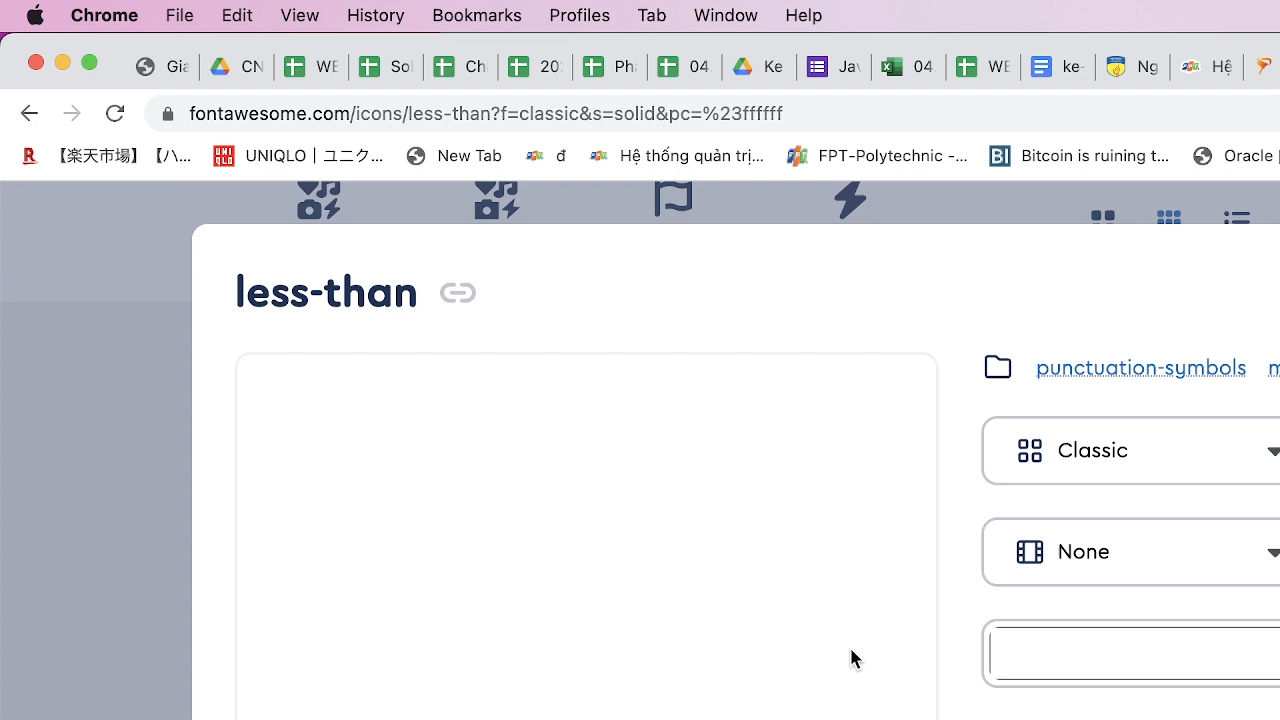 Chrome File Edit View History Bookmarks Profiles Tab Window Help
Gia CN WE Sol Ch 20 Ph 04 Ke Ja 04. WE ke- Ng Hệ
fontawesome.com/icons/less-than?f=classic&s=solid&pc=%23ffffff
R 【楽天市場】【ハ... UNIQLO | ユニク... New Tab đ Hệ thống quản trị... FPT-Polytechnic -... BI Bitcoin is ruining t... Oracle
less-than
punctuation-symbols m
Classic
None